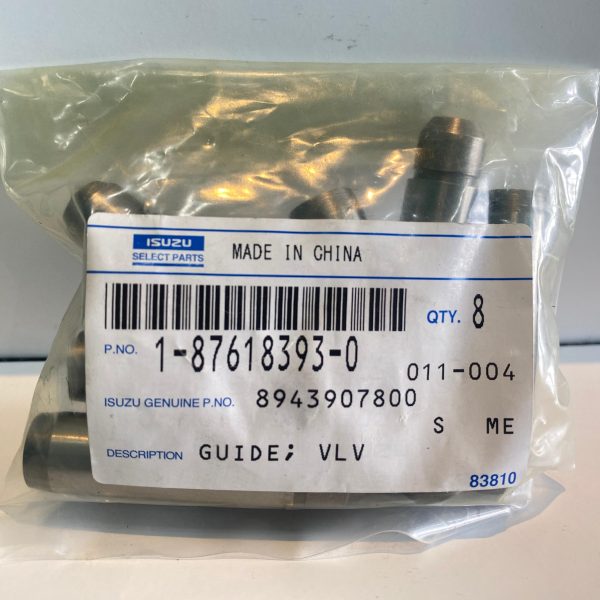 ISUZU
SELECT PARTS
MADE IN CHINA
QTY. 8
P.NO. 1-87618393-0
011-004
ISUZU GENUINE P.NO. 8943907800
S ME
DESCRIPTION GUIDE; VLV
83810